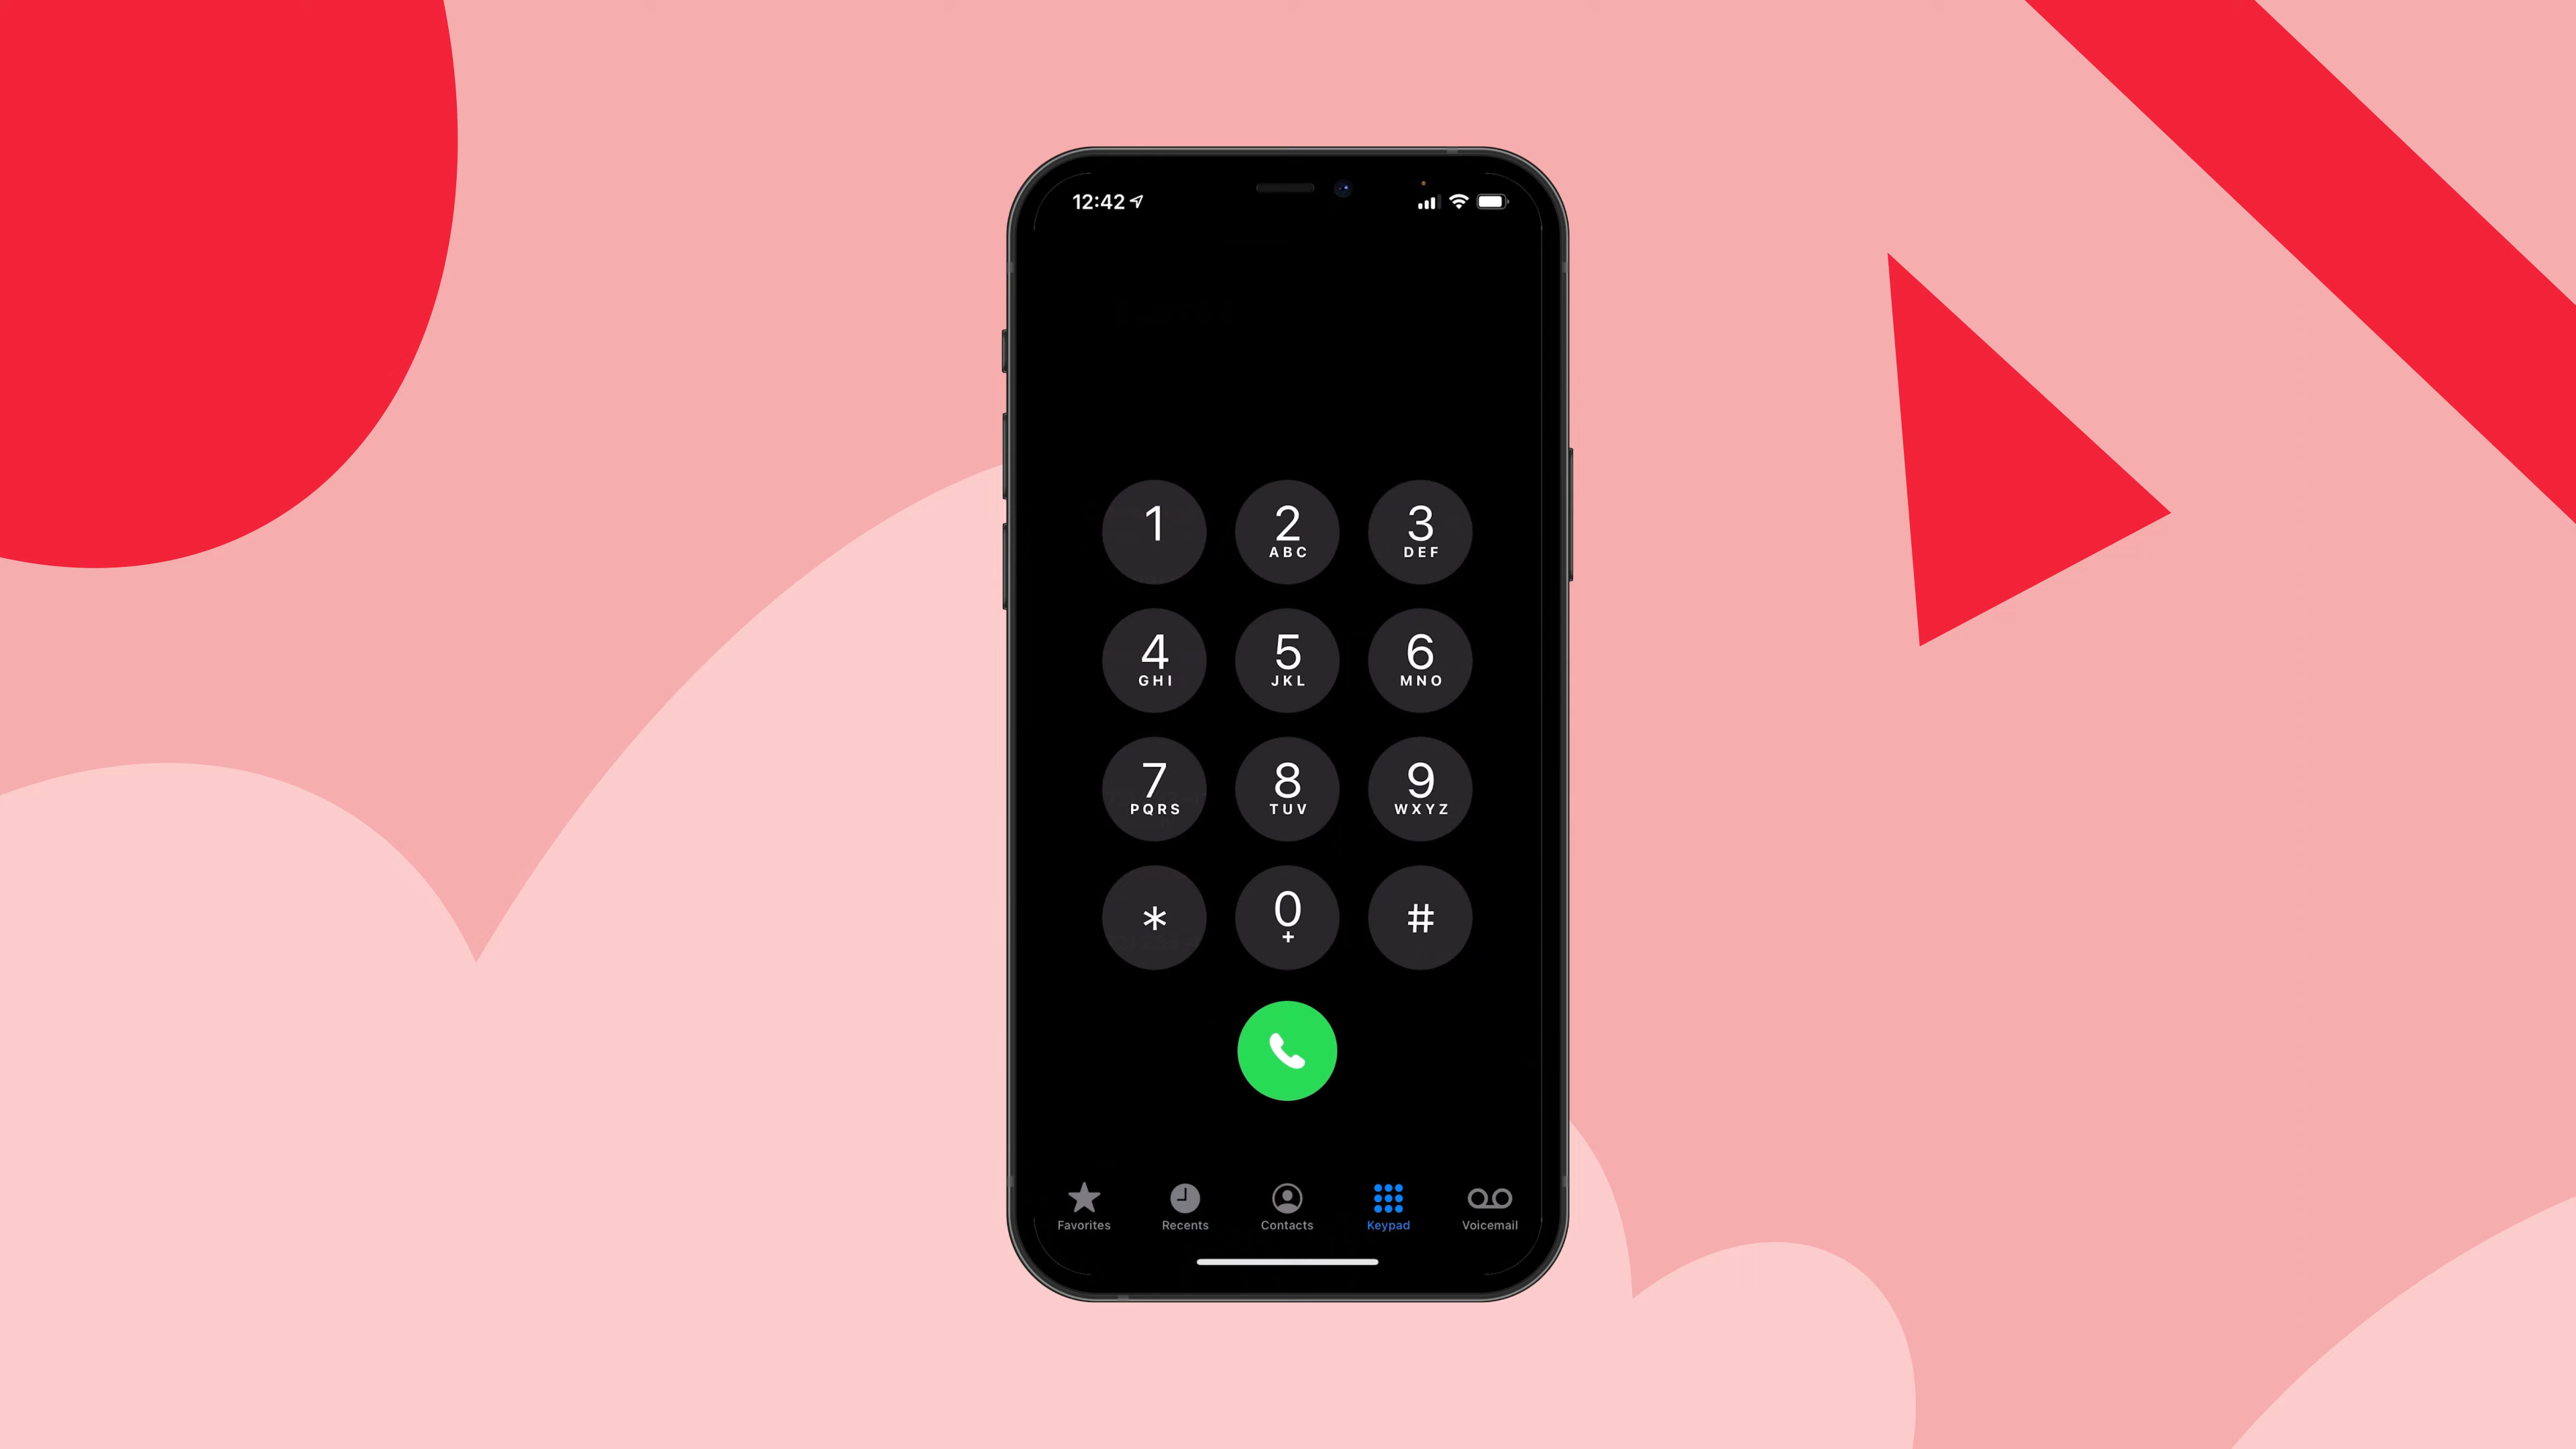 12:42
1 2 3
ABC DEF
4 5 6
GHI JKL MNO
7 8 9
PQRS TUV WXYZ
* 0 #
+
Favorites Recents Contacts Keypad Voicemail